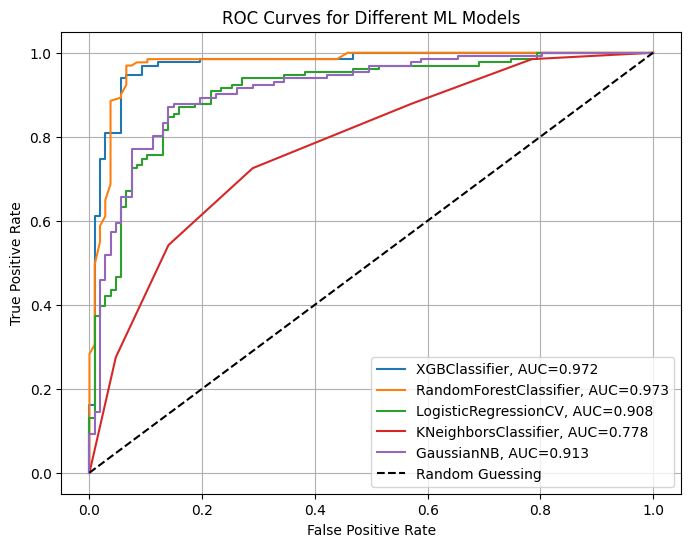 ROC Curves for Different ML Models
True Positive Rate
1.0
0.8
0.6
0.4
0.2
0.0
XGBClassifier, AUC=0.972
RandomForestClassifier, AUC=0.973
LogisticRegressionCV, AUC=0.908
KNeighborsClassifier, AUC=0.778
GaussianNB, AUC=0.913
Random Guessing
0.0 0.2 0.4 0.6 0.8 1.0
False Positive Rate